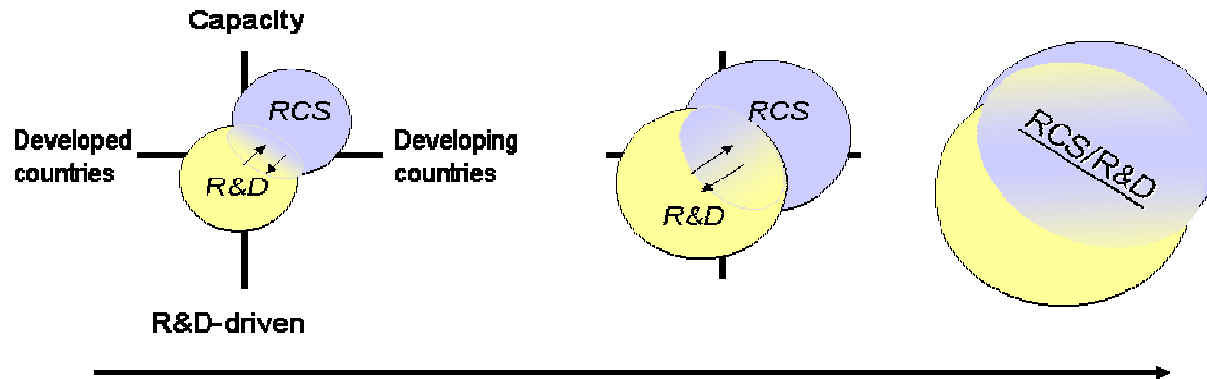 Capacity
RCS
Developed
countries
Developing
countries
R&D
R&D-driven
RCS
R&D
RCS/R&D